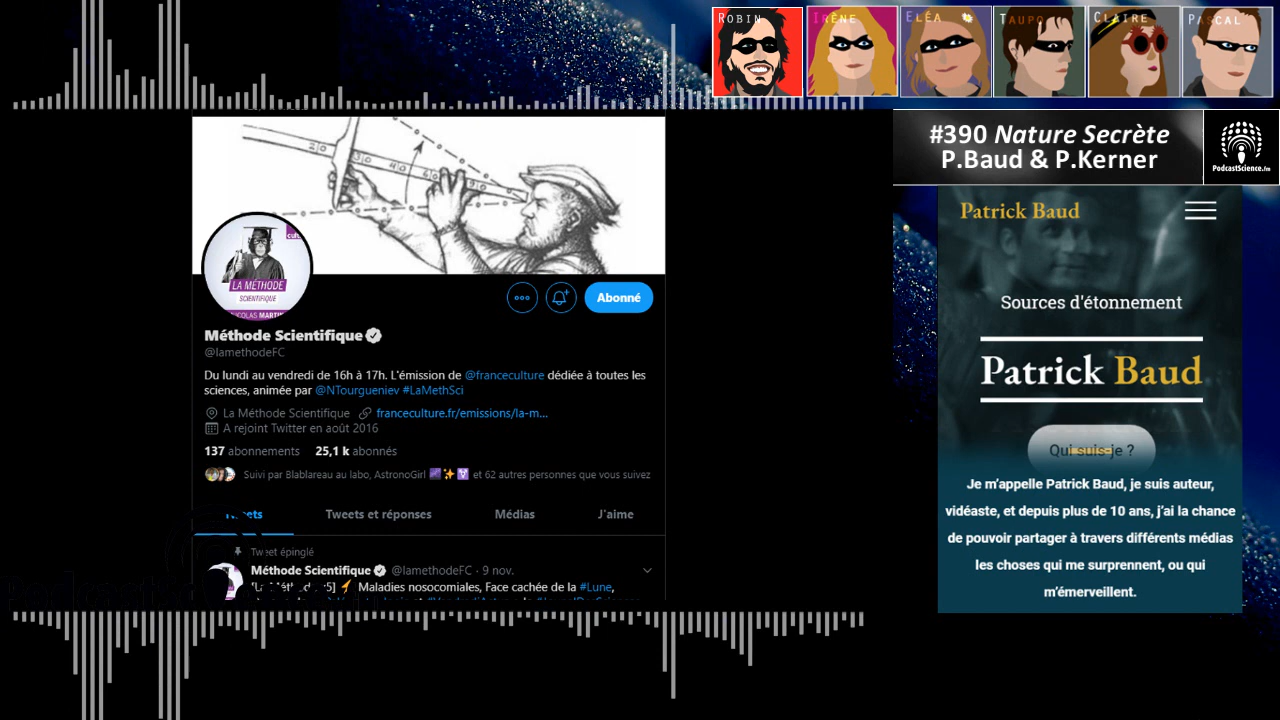 ROBIN
IRÈNE
ELÉA
TAUPO
CLAIRE
PASCAL
#390 Nature Secrète
P.Baud & P.Kerner
PodcastScience.fm
LA MÉTHODE
SCIENTIFIQUE
NICOLAS MARTIN
Abonné
Méthode Scientifique
@lamethodeFC
Du lundi au vendredi de 16h à 17h. L'émission de @franceculture dédiée à toutes les
sciences, animée par @NTourgueniev #LaMethSci
La Méthode Scientifique franceculture.fr/emissions/la-m...
A rejoint Twitter en août 2016
137 abonnements 25,1 k abonnés
Suivi par Blablareau au labo, AstronoGirl et 62 autres personnes que vous suivez
Tweets Tweets et réponses Médias J'aime
Tweet épinglé
Méthode Scientifique @lamethodeFC · 9 nov.
Maladies nosocomiales, Face cachée de la #Lune,
Patrick Baud
Sources d'étonnement
Patrick Baud
Qui suis-je ?
Je m'appelle Patrick Baud, je suis auteur,
vidéaste, et depuis plus de 10 ans, j'ai la chance
de pouvoir partager à travers différents médias
les choses qui me surprennent, ou qui
m'émerveillent.